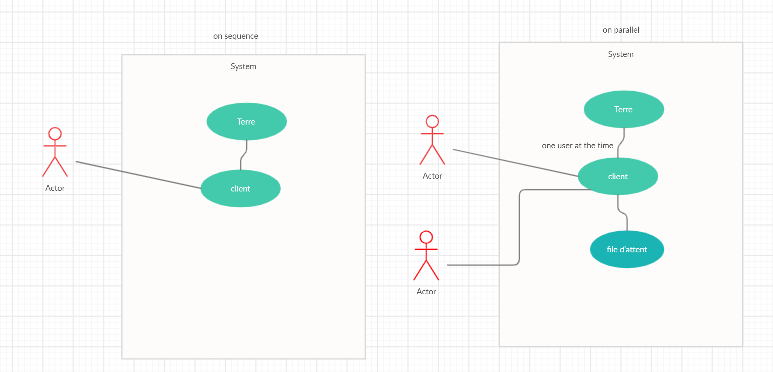 on sequence
System
Terre
client
Actor
on parallel
System
Terre
one user at the time
client
file d'attent
Actor
Actor